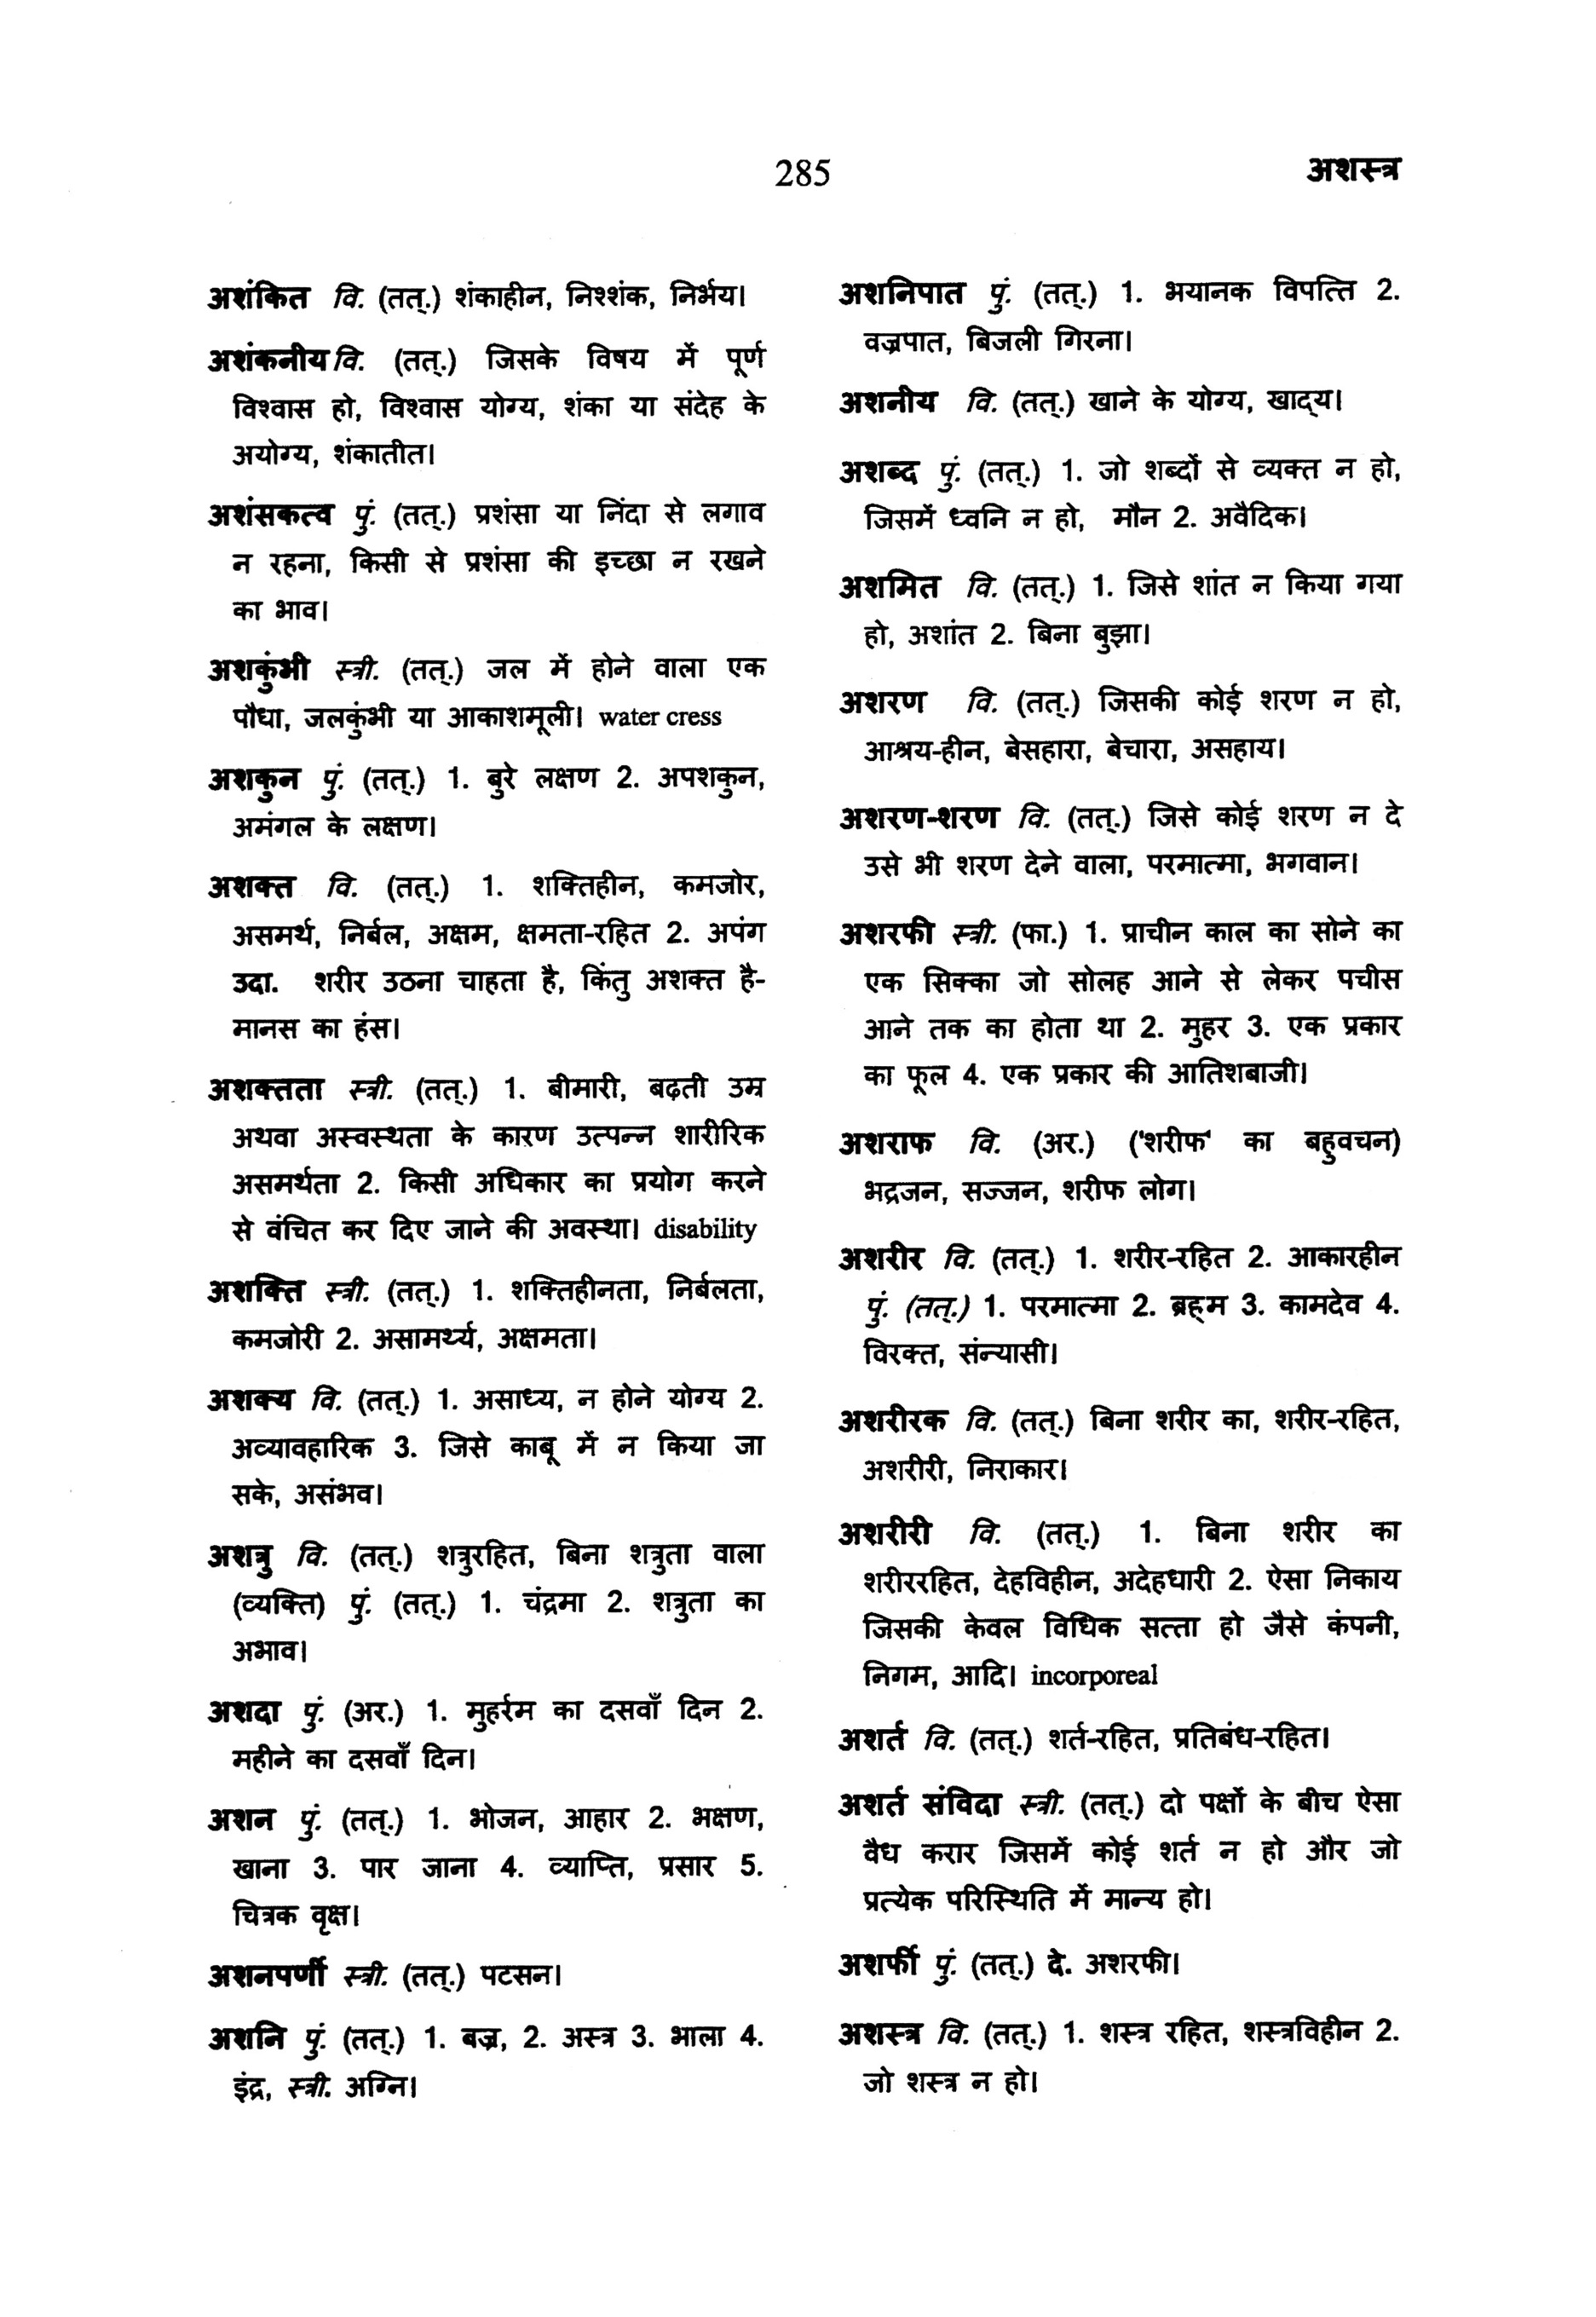 285
अशस्त्र
अशंकित वि. (तत्.) शंकाहीन, निश्शंक, निर्भय।
अशंकनीय वि. (तत्.) जिसके विषय में पूर्ण
विश्वास हो, विश्वास योग्य, शंका या संदेह के
अयोग्य, शंकातीत।
अशंसकत्व पुं. (तत्.) प्रशंसा या निंदा से लगाव
न रहना, किसी से प्रशंसा की इच्छा न रखने
का भाव।
अशकुंभी स्त्री. (तत्.) जल में होने वाला एक
पौधा, जलकुंभी या आकाशमूली। water cress
अशकुन पुं. (तत्.) 1. बुरे लक्षण 2. अपशकुन,
अमंगल के लक्षण।
अशक्त वि. (तत्.) 1. शक्तिहीन, कमजोर,
असमर्थ, निर्बल, अक्षम, क्षमता-रहित 2. अपंग
उदा. शरीर उठना चाहता है, किंतु अशक्त है-
मानस का हंस।
अशक्तता स्त्री. (तत्.) 1. बीमारी, बढ़ती उम्र
अथवा अस्वस्थता के कारण उत्पन्न शारीरिक
असमर्थता 2. किसी अधिकार का प्रयोग करने
से वंचित कर दिए जाने की अवस्था। disability
अशक्ति स्त्री. (तत्.) 1. शक्तिहीनता, निर्बलता,
कमजोरी 2. असामर्थ्य, अक्षमता।
अशक्य वि. (तत्.) 1. असाध्य, न होने योग्य 2.
अव्यावहारिक 3. जिसे काबू में न किया जा
सके, असंभव।
अशत्रु वि. (तत्.) शत्रुरहित, बिना शत्रुता वाला
(व्यक्ति) पुं. (तत्.) 1. चंद्रमा 2. शत्रुता का
अभाव।
अशदा पुं. (अर.) 1. मुहर्रम का दसवाँ दिन 2.
महीने का दसवाँ दिन।
अशन पुं. (तत्.) 1. भोजन, आहार 2. भक्षण,
खाना 3. पार जाना 4. व्याप्ति, प्रसार 5.
चित्रक वृक्ष।
अशनपर्णी स्त्री. (तत्.) पटसन।
अशनि पुं. (तत्.) 1. बज्र, 2. अस्त्र 3. भाला 4.
इंद्र, स्त्री. अग्नि।
अशनिपात पुं. (तत्.) 1. भयानक विपत्ति 2.
वज्रपात, बिजली गिरना।
अशनीय वि. (तत्.) खाने के योग्य, खाद्‌य।
अशब्द पुं. (तत्.) 1. जो शब्दों से व्यक्त न हो,
जिसमें ध्वनि न हो, मौन 2. अवैदिक।
अशमित वि. (तत्.) 1. जिसे शांत न किया गया
हो, अशांत 2. बिना बुझा।
अशरण वि. (तत्.) जिसकी कोई शरण न हो,
आश्रय-हीन, बेसहारा, बेचारा, असहाय।
अशरण-शरण वि. (तत्.) जिसे कोई शरण न दे
उसे भी शरण देने वाला, परमात्मा, भगवान।
अशरफी स्त्री. (फा.) 1. प्राचीन काल का सोने का
एक सिक्का जो सोलह आने से लेकर पचीस
आने तक का होता था 2. मुहर 3. एक प्रकार
का फूल 4. एक प्रकार की आतिशबाजी।
अशराफ वि. (अर.) ('शरीफ' का बहुवचन)
भद्रजन, सज्जन, शरीफ लोग।
अशरीर वि. (तत्.) 1. शरीर-रहित 2. आकारहीन
पुं. (तत्.) 1. परमात्मा 2. ब्रह्‌म 3. कामदेव 4.
विरक्त, संन्यासी।
अशरीरक वि. (तत्.) बिना शरीर का, शरीर-रहित,
अशरीरी, निराकार।
अशरीरी वि. (तत्.) 1. बिना शरीर का
शरीररहित, देहविहीन, अदेहधारी 2. ऐसा निकाय
जिसकी केवल विधिक सत्ता हो जैसे कंपनी,
निगम, आदि। incorporeal
अशर्त वि. (तत्.) शर्त-रहित, प्रतिबंध-रहित।
अशर्त संविदा स्त्री. (तत्.) दो पक्षों के बीच ऐसा
वैध करार जिसमें कोई शर्त न हो और जो
प्रत्येक परिस्थिति में मान्य हो।
अशर्फी पुं. (तत्.) दे. अशरफी।
अशस्त्र वि. (तत्.) 1. शस्त्र रहित, शस्त्रविहीन 2.
जो शस्त्र न हो।